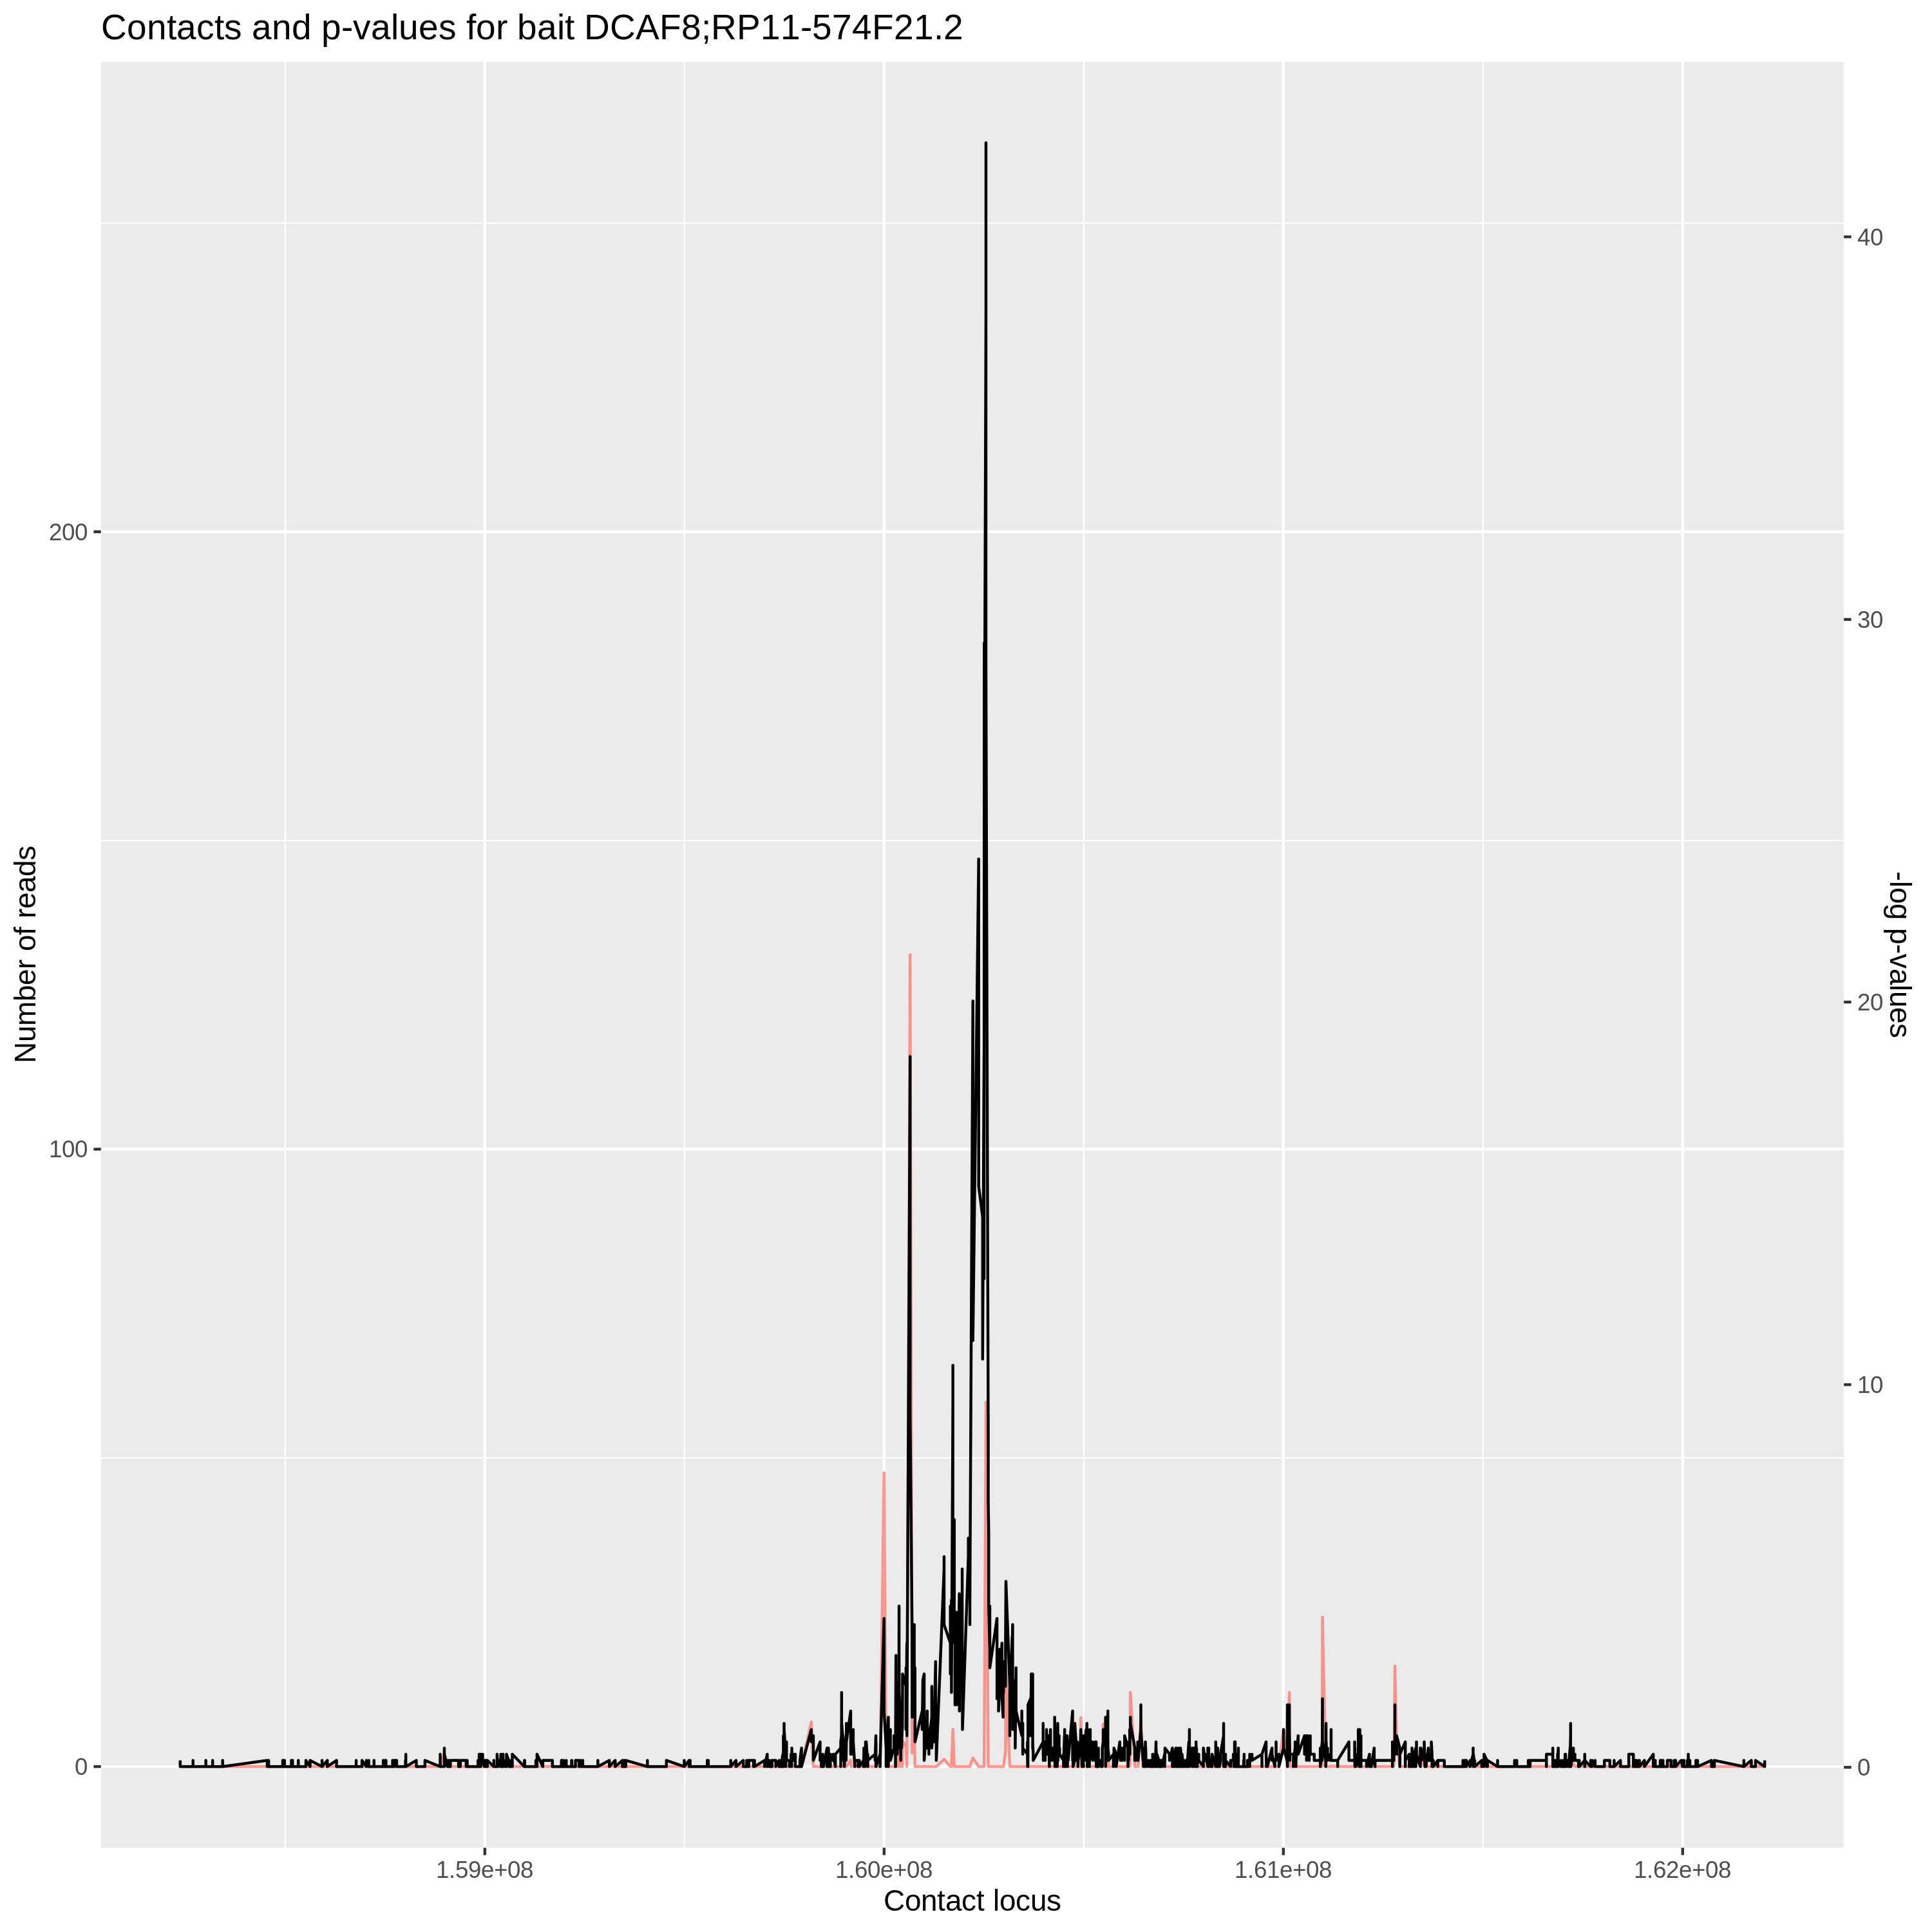 Contacts and p-values for bait DCAF8;RP11-574F21.2
Number of reads
200
100
0
40
30
20
10
0
-log p-values
1.59e+08 1.60e+08 1.61e+08 1.62e+08
Contact locus